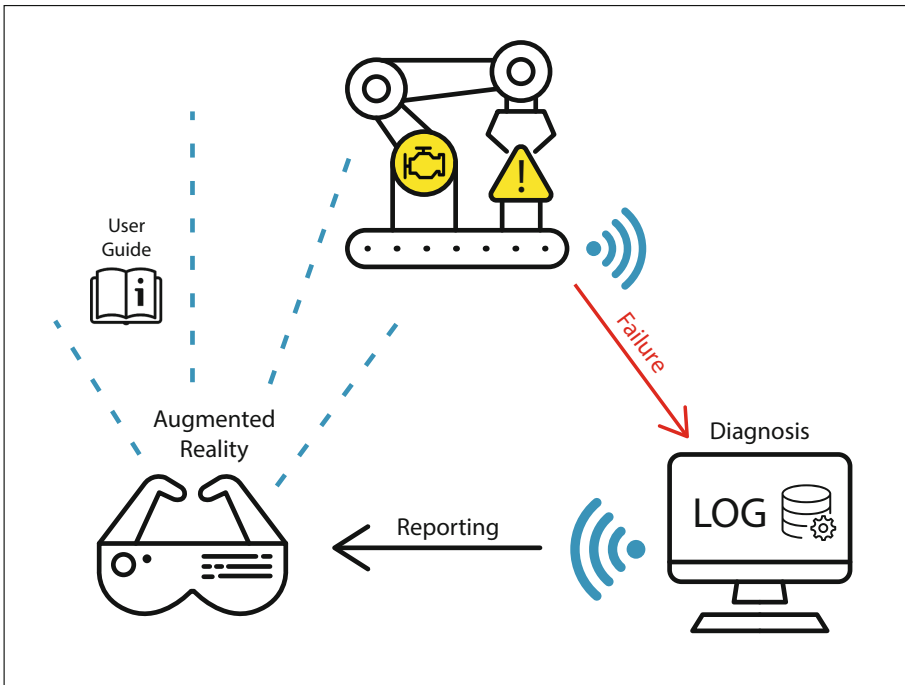 User
Guide
i
!
Failure
Augmented
Reality
Diagnosis
LOG
Reporting